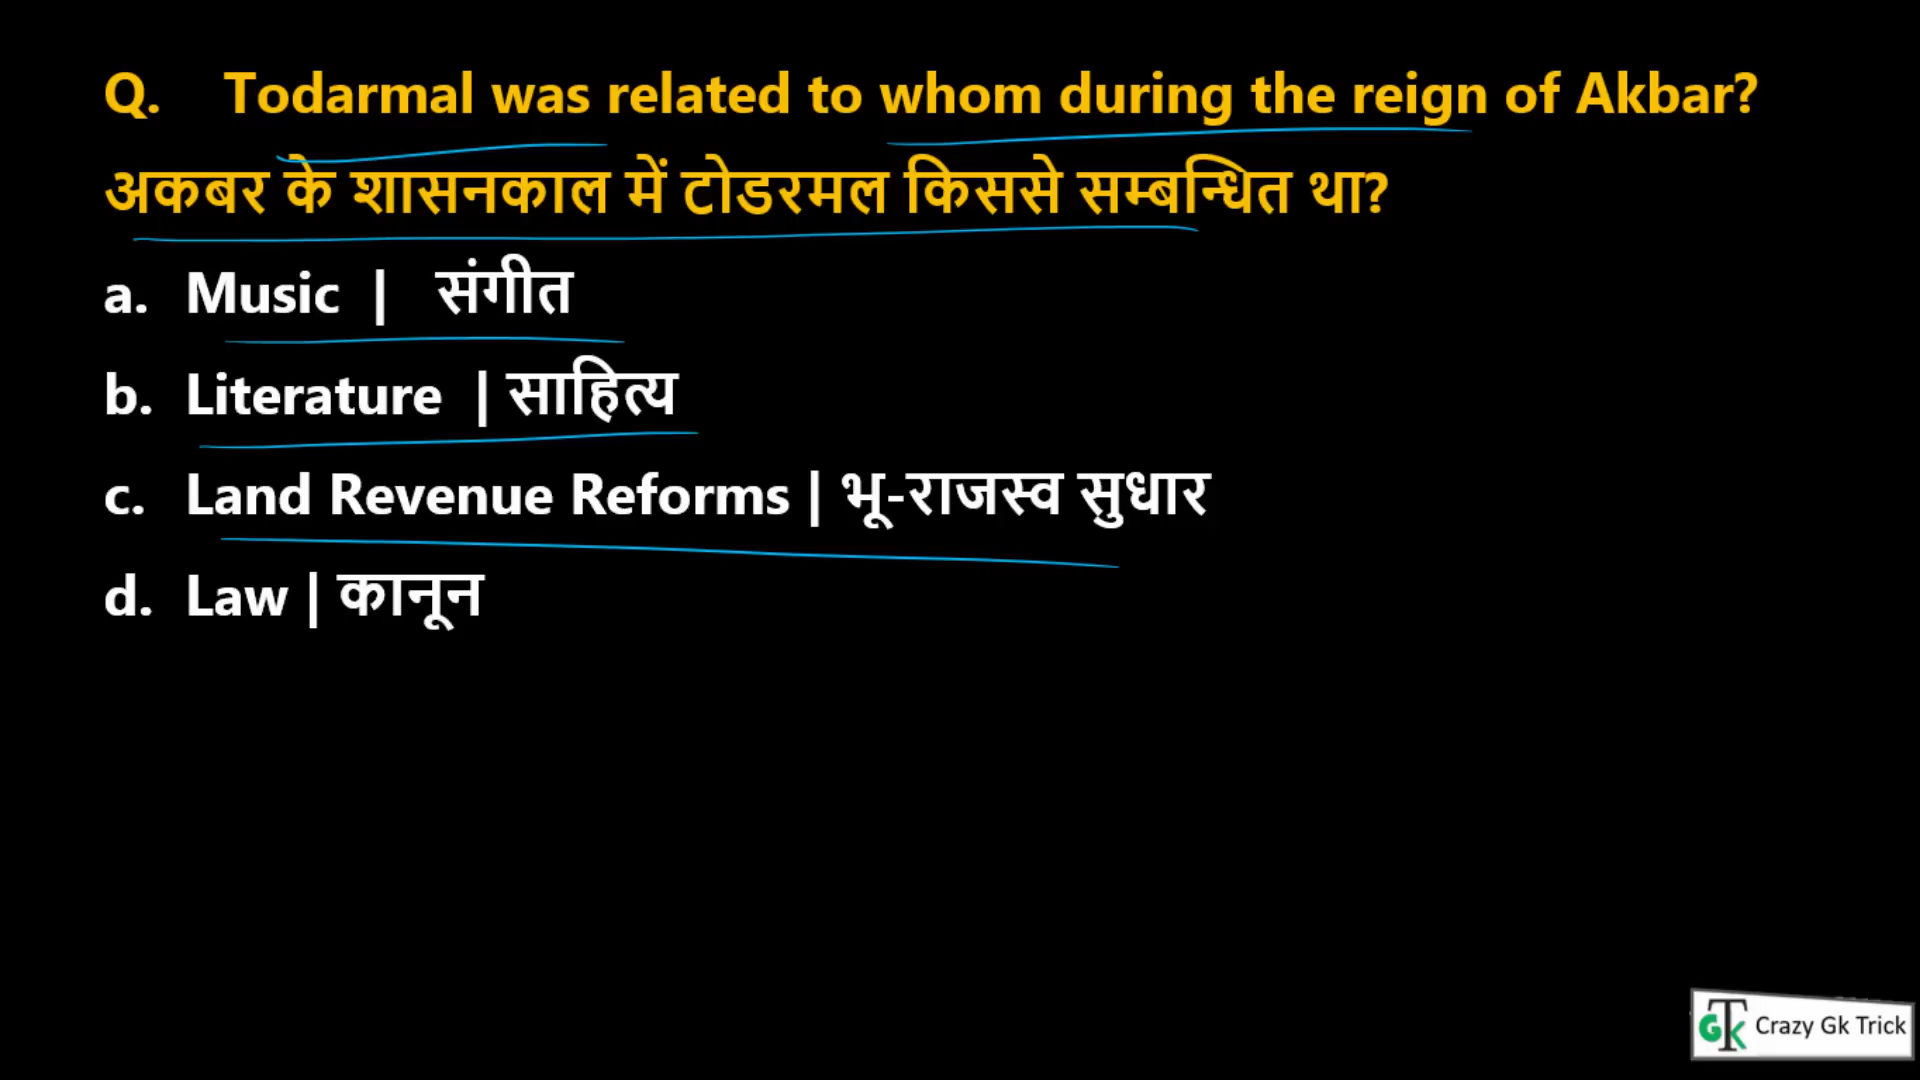 Q. Todarmal was related to whom during the reign of Akbar?
अकबर के शासनकाल में टोडरमल किससे सम्बन्धित था?
a. Music | संगीत
b. Literature | साहित्य
c. Land Revenue Reforms | भू-राजस्व सुधार
d. Law | कानून
GTK Crazy Gk Trick